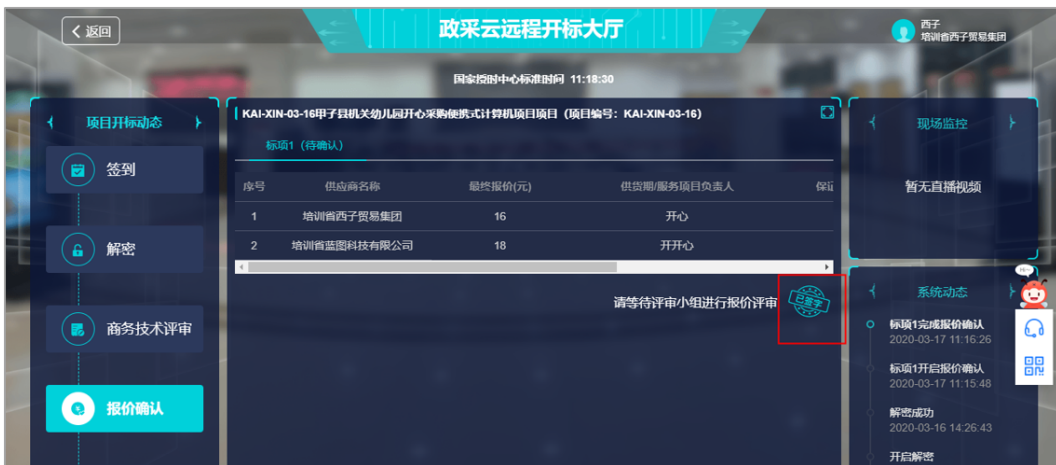 返回
政采云远程开标大厅
西子
培训省西子贸易集团
国家授时中心标准时间 11:18:30
项目开标动态
签到
解密
商务技术评审
报价确认
KAI-XIN-03-16甲子县机关幼儿园开心采购便携式计算机项目项目（项目编号：KAI-XIN-03-16）
标项1（待确认）
序号 供应商名称 最终报价(元) 供货期/服务项目负责人 保证
1 培训省西子贸易集团 16 开心
2 培训省蓝图科技有限公司 18 开开心
请等待评审小组进行报价评审
已签字
现场监控
暂无直播视频
Hi~
系统动态
标项1完成报价确认
2020-03-17 11:16:26
标项1开启报价确认
2020-03-17 11:15:48
解密成功
2020-03-16 14:26:43
开启解密